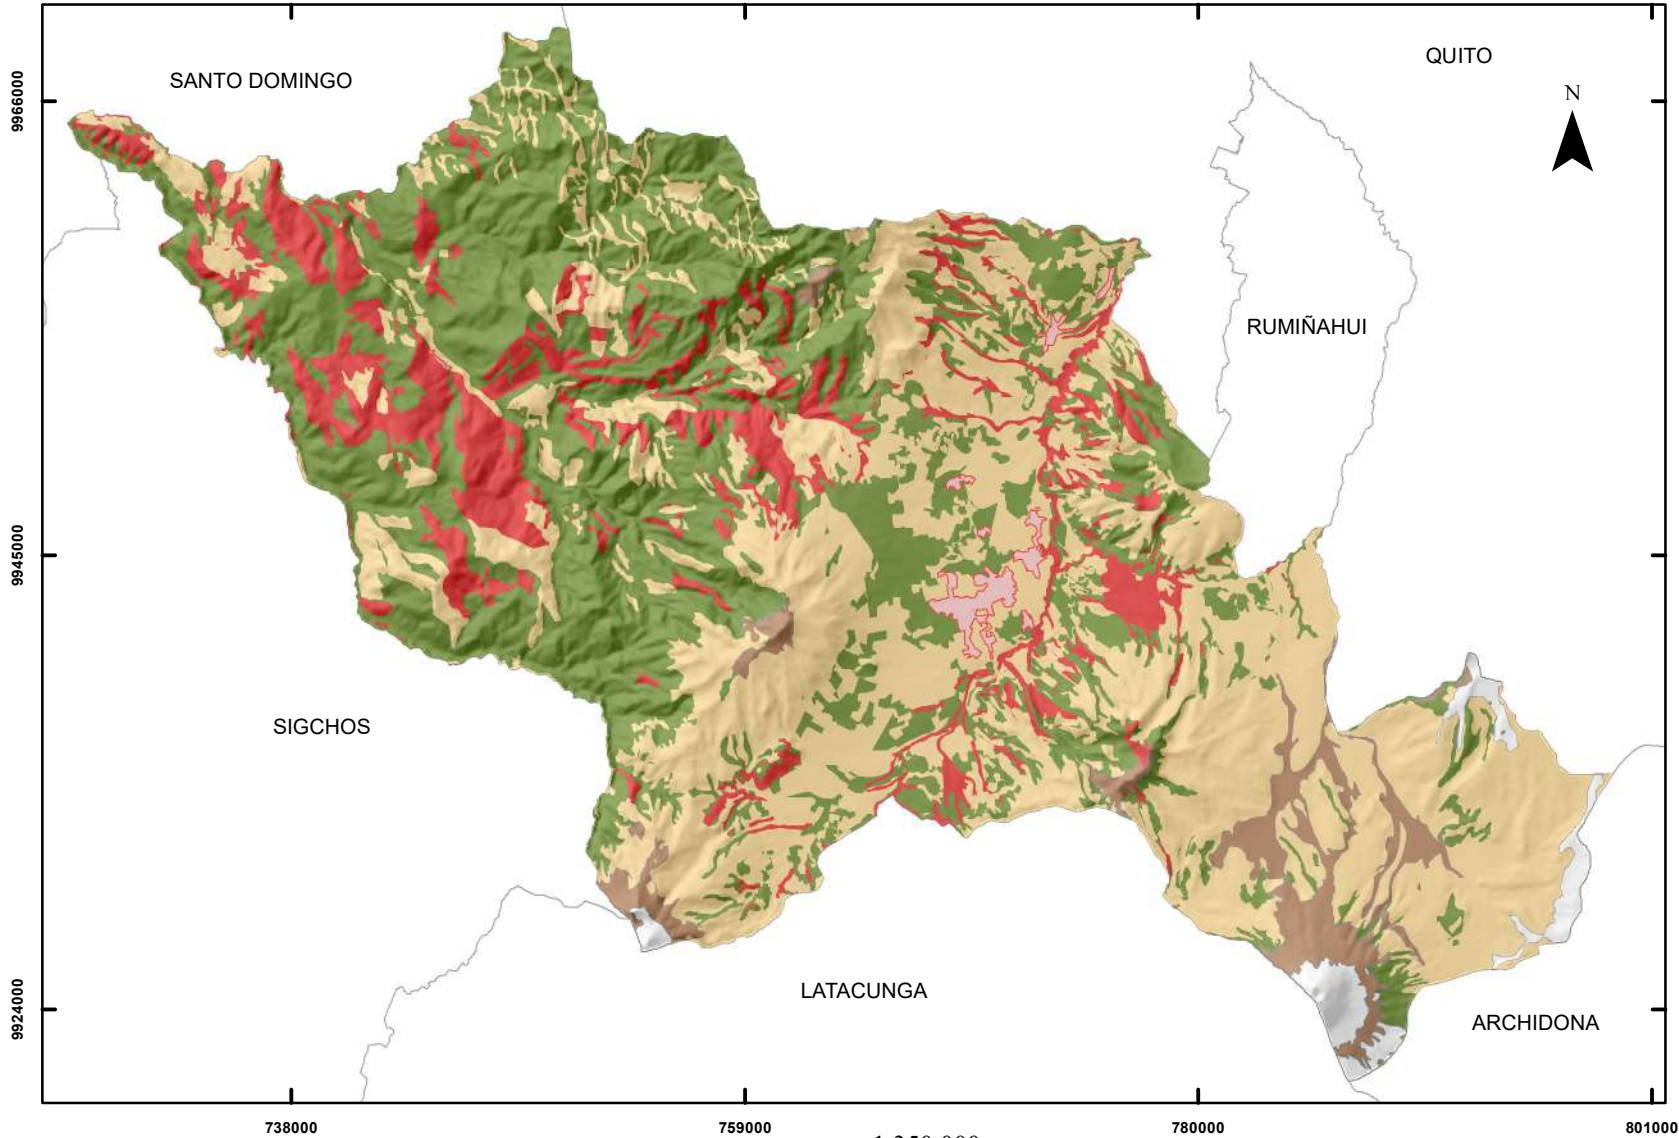 QUITO
SANTO DOMINGO
N
9966000
RUMIÑAHUI
9945000
SIGCHOS
LATACUNGA
9924000
ARCHIDONA
738000
759000
780000
801000